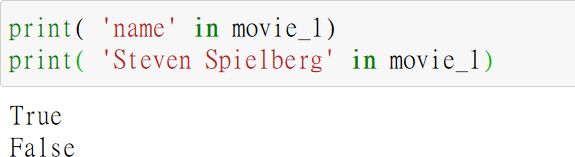 print( 'name' in movie_1)
print( 'Steven Spielberg' in movie_1)
True
False